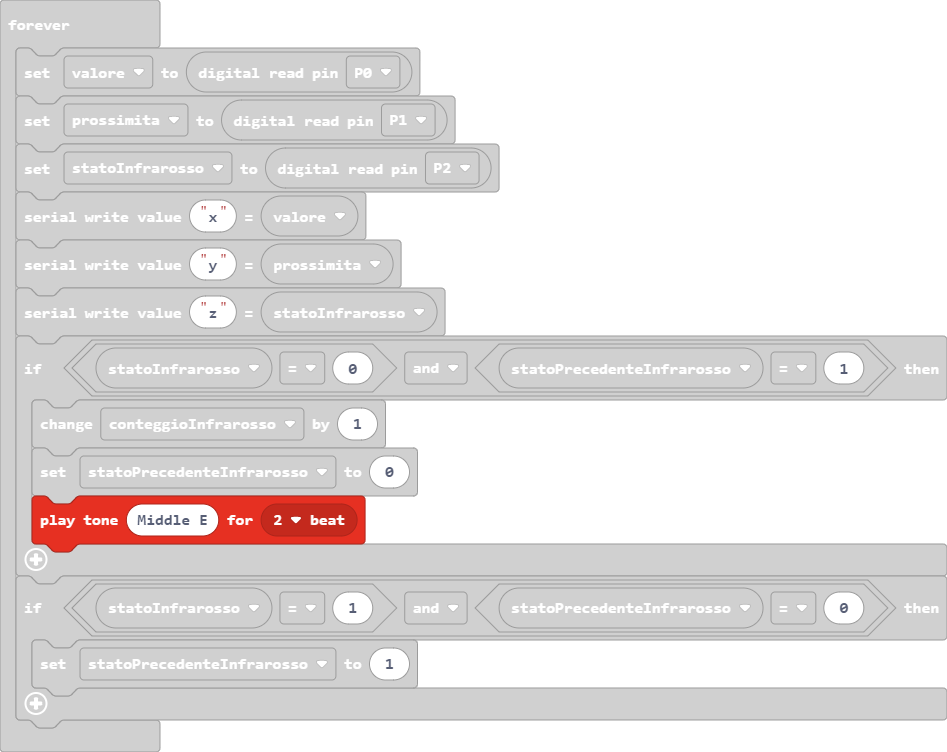 forever
set valore to digital read pin P0
set prossimita to digital read pin P1
set statoInfrarosso to digital read pin P2
serial write value "x" = valore
serial write value "y" = prossimita
serial write value "z" = statoInfrarosso
if statoInfrarosso = 0 and statoPrecedenteInfrarosso = 1 then
change conteggioInfrarosso by 1
set statoPrecedenteInfrarosso to 0
play tone Middle E for 2 beat
if statoInfrarosso = 1 and statoPrecedenteInfrarosso = 0 then
set statoPrecedenteInfrarosso to 1